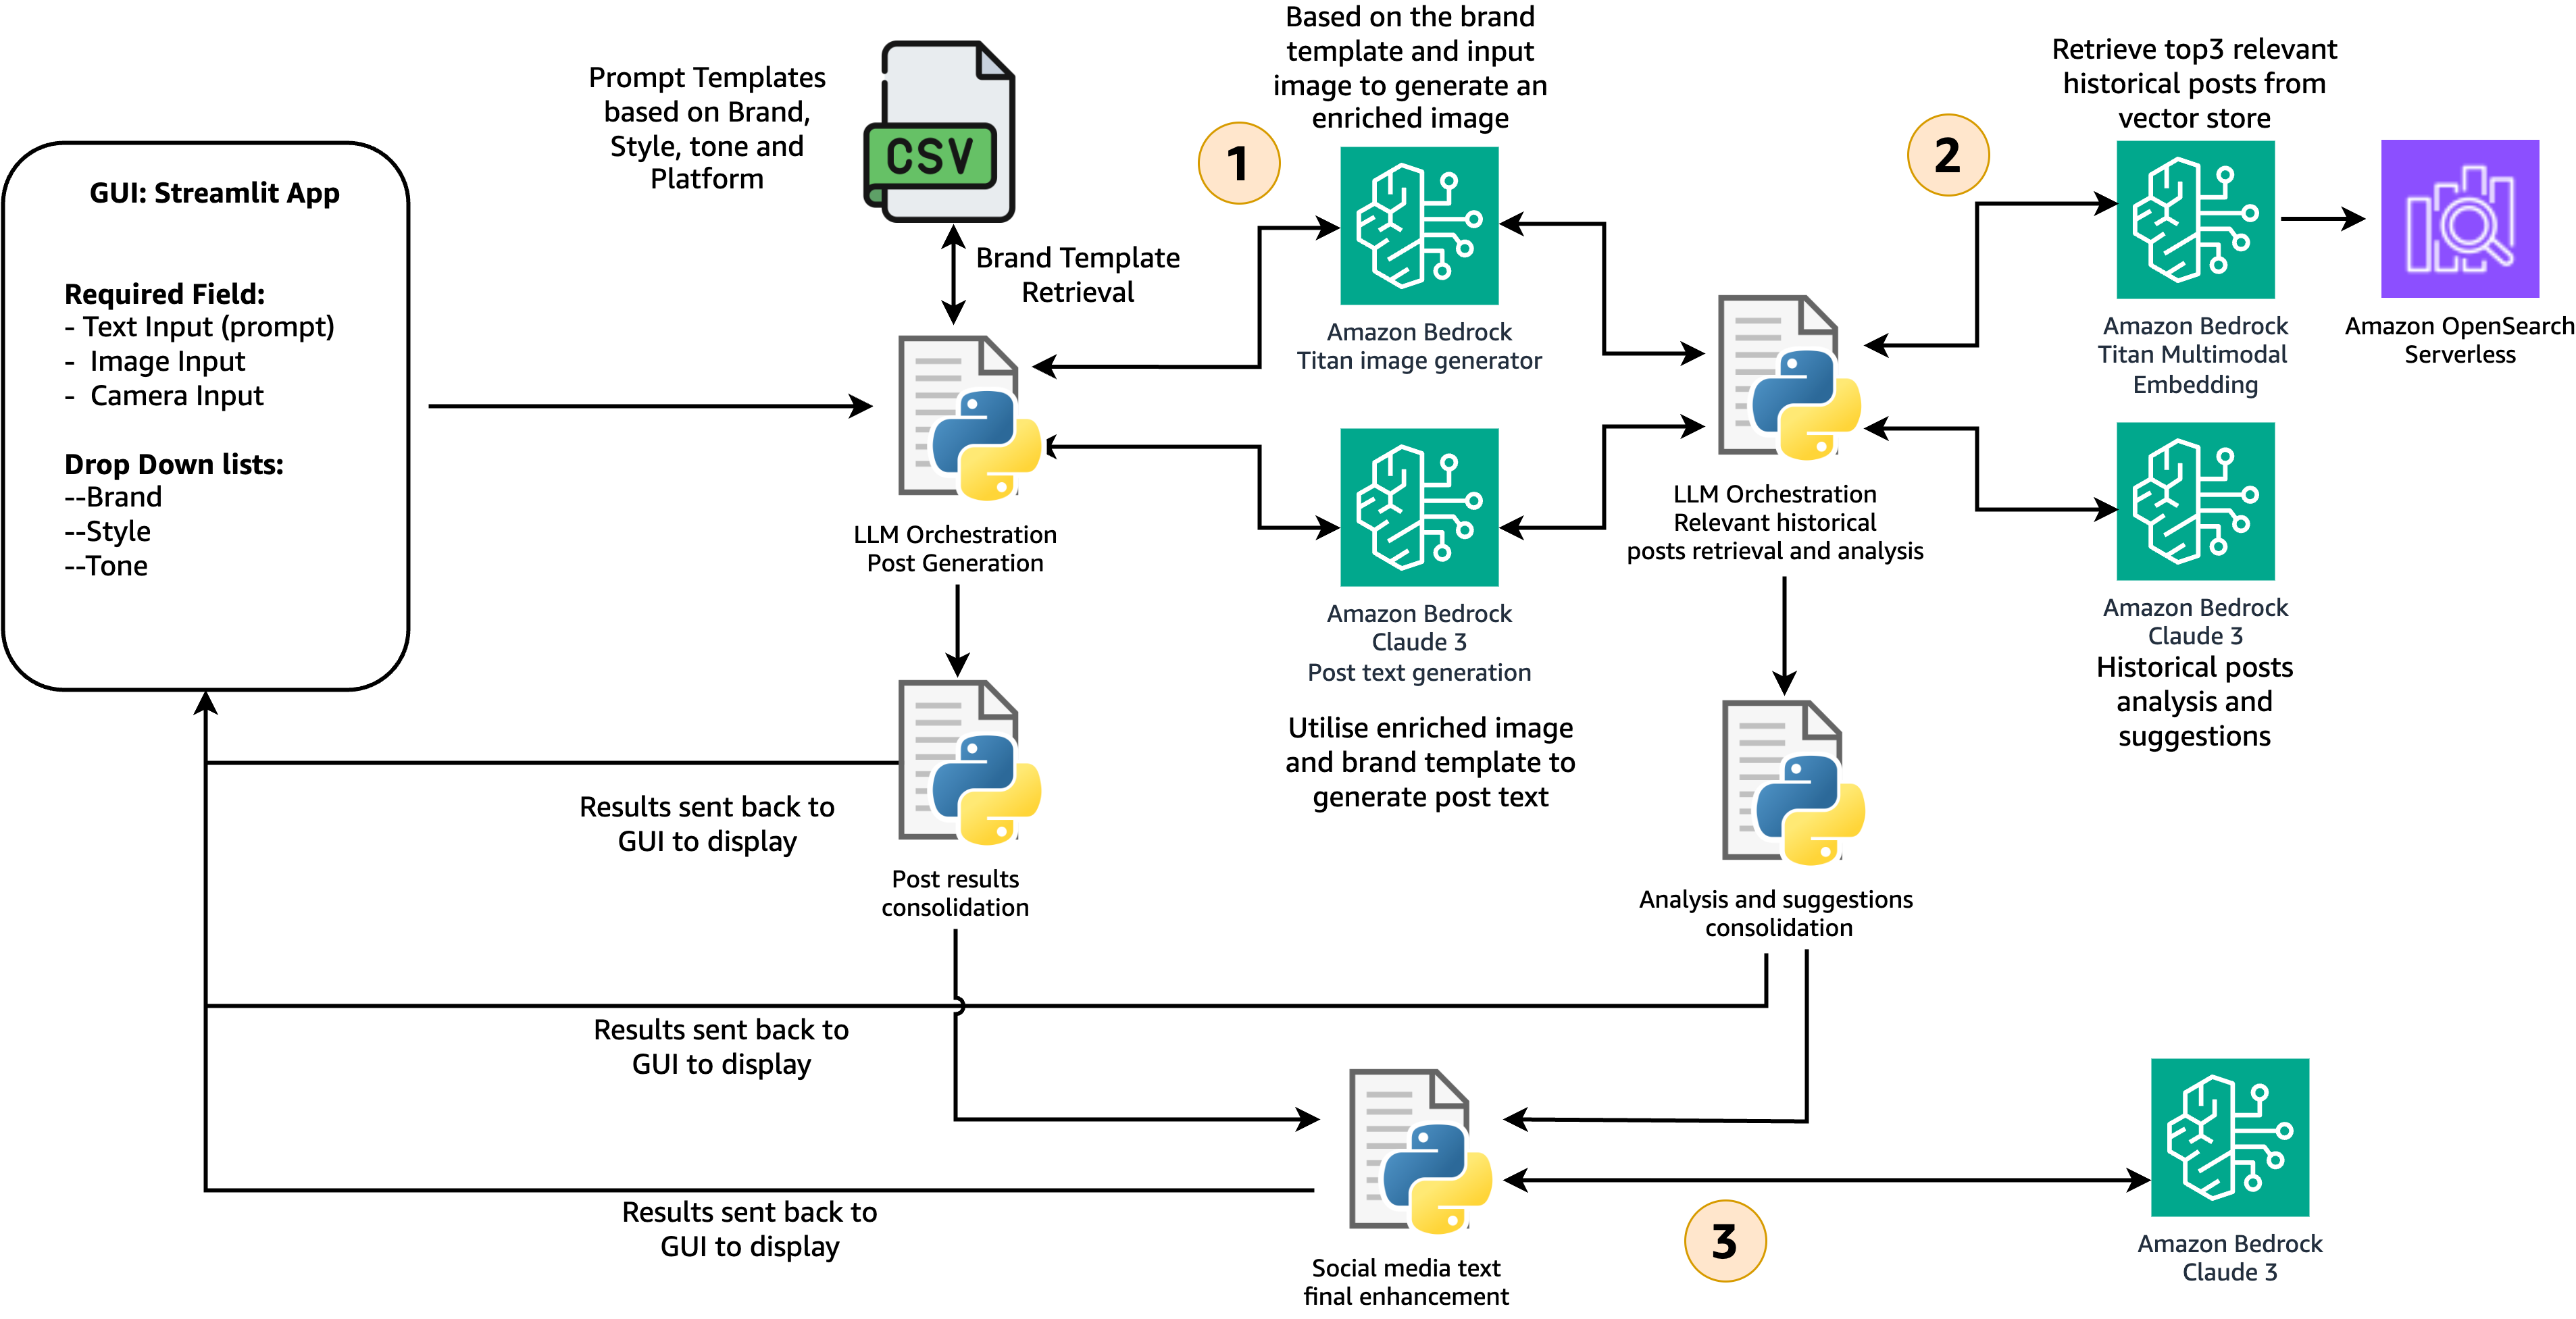 GUI: Streamlit App
Required Field:
- Text Input (prompt)
- Image Input
- Camera Input
Drop Down lists:
--Brand
--Style
--Tone
Prompt Templates
based on Brand,
Style, tone and
Platform
CSV
Brand Template
Retrieval
LLM Orchestration
Post Generation
1
Based on the brand
template and input
image to generate an
enriched image
Amazon Bedrock
Titan image generator
Amazon Bedrock
Claude 3
Post text generation
Utilise enriched image
and brand template to
generate post text
LLM Orchestration
Relevant historical
posts retrieval and analysis
2
Retrieve top3 relevant
historical posts from
vector store
Amazon Bedrock
Titan Multimodal
Embedding
Amazon OpenSearch
Serverless
Amazon Bedrock
Claude 3
Historical posts
analysis and
suggestions
Results sent back to
GUI to display
Post results
consolidation
Analysis and suggestions
consolidation
Results sent back to
GUI to display
Results sent back to
GUI to display
Social media text
final enhancement
3
Amazon Bedrock
Claude 3